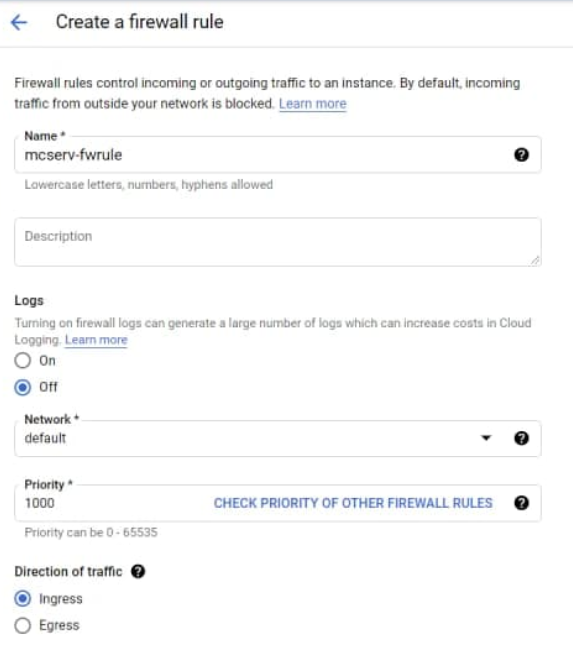 Create a firewall rule
Firewall rules control incoming or outgoing traffic to an instance. By default, incoming
traffic from outside your network is blocked. Learn more
Name *
mcserv-fwrule
Lowercase letters, numbers, hyphens allowed
Description
Logs
Turning on firewall logs can generate a large number of logs which can increase costs in Cloud
Logging. Learn more
On
Off
Network *
default
Priority *
1000 CHECK PRIORITY OF OTHER FIREWALL RULES
Priority can be 0 - 65535
Direction of traffic
Ingress
Egress